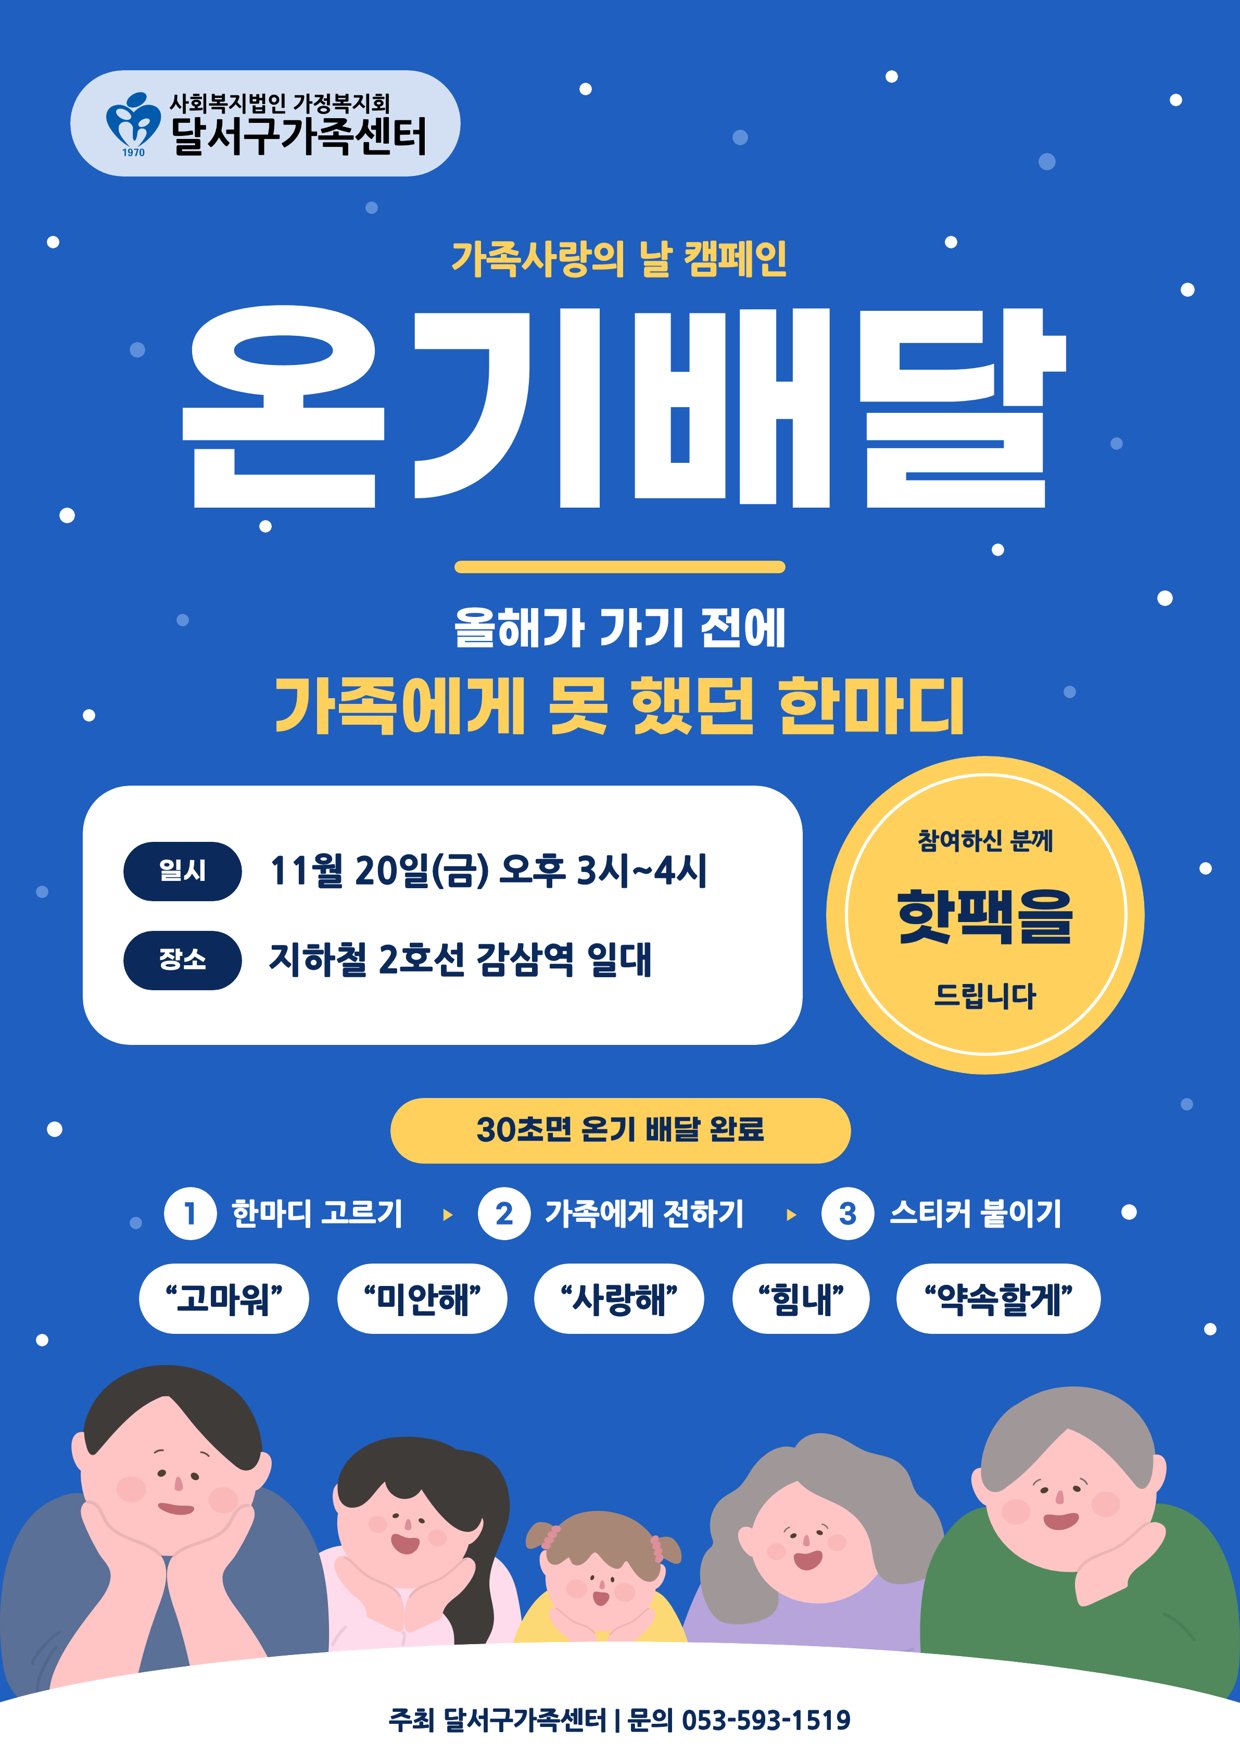 사회복지법인 가정복지회
달서구가족센터
1970
가족사랑의 날 캠페인
온기배달
올해가 가기 전에
가족에게 못 했던 한마디
일시 11월 20일(금) 오후 3시~4시
장소 지하철 2호선 감삼역 일대
참여하신 분께
핫팩을
드립니다
30초면 온기 배달 완료
1 한마디 고르기 ▸ 2 가족에게 전하기 ▸ 3 스티커 붙이기
“고마워” “미안해” “사랑해” “힘내” “약속할게”
주최 달서구가족센터 | 문의 053-593-1519